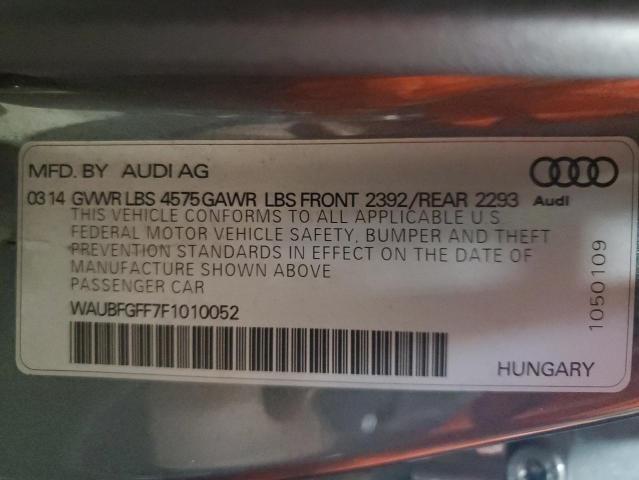 MFD. BY AUDI AG
0314 GVWR LBS 4575 GAWR LBS FRONT 2392/REAR 2293
Audi
THIS VEHICLE CONFORMS TO ALL APPLICABLE U.S
FEDERAL MOTOR VEHICLE SAFETY, BUMPER AND THEFT
PREVENTION STANDARDS IN EFFECT ON THE DATE OF
MANUFACTURE SHOWN ABOVE
PASSENGER CAR
WAUBFGFF7F1010052
HUNGARY
1050109